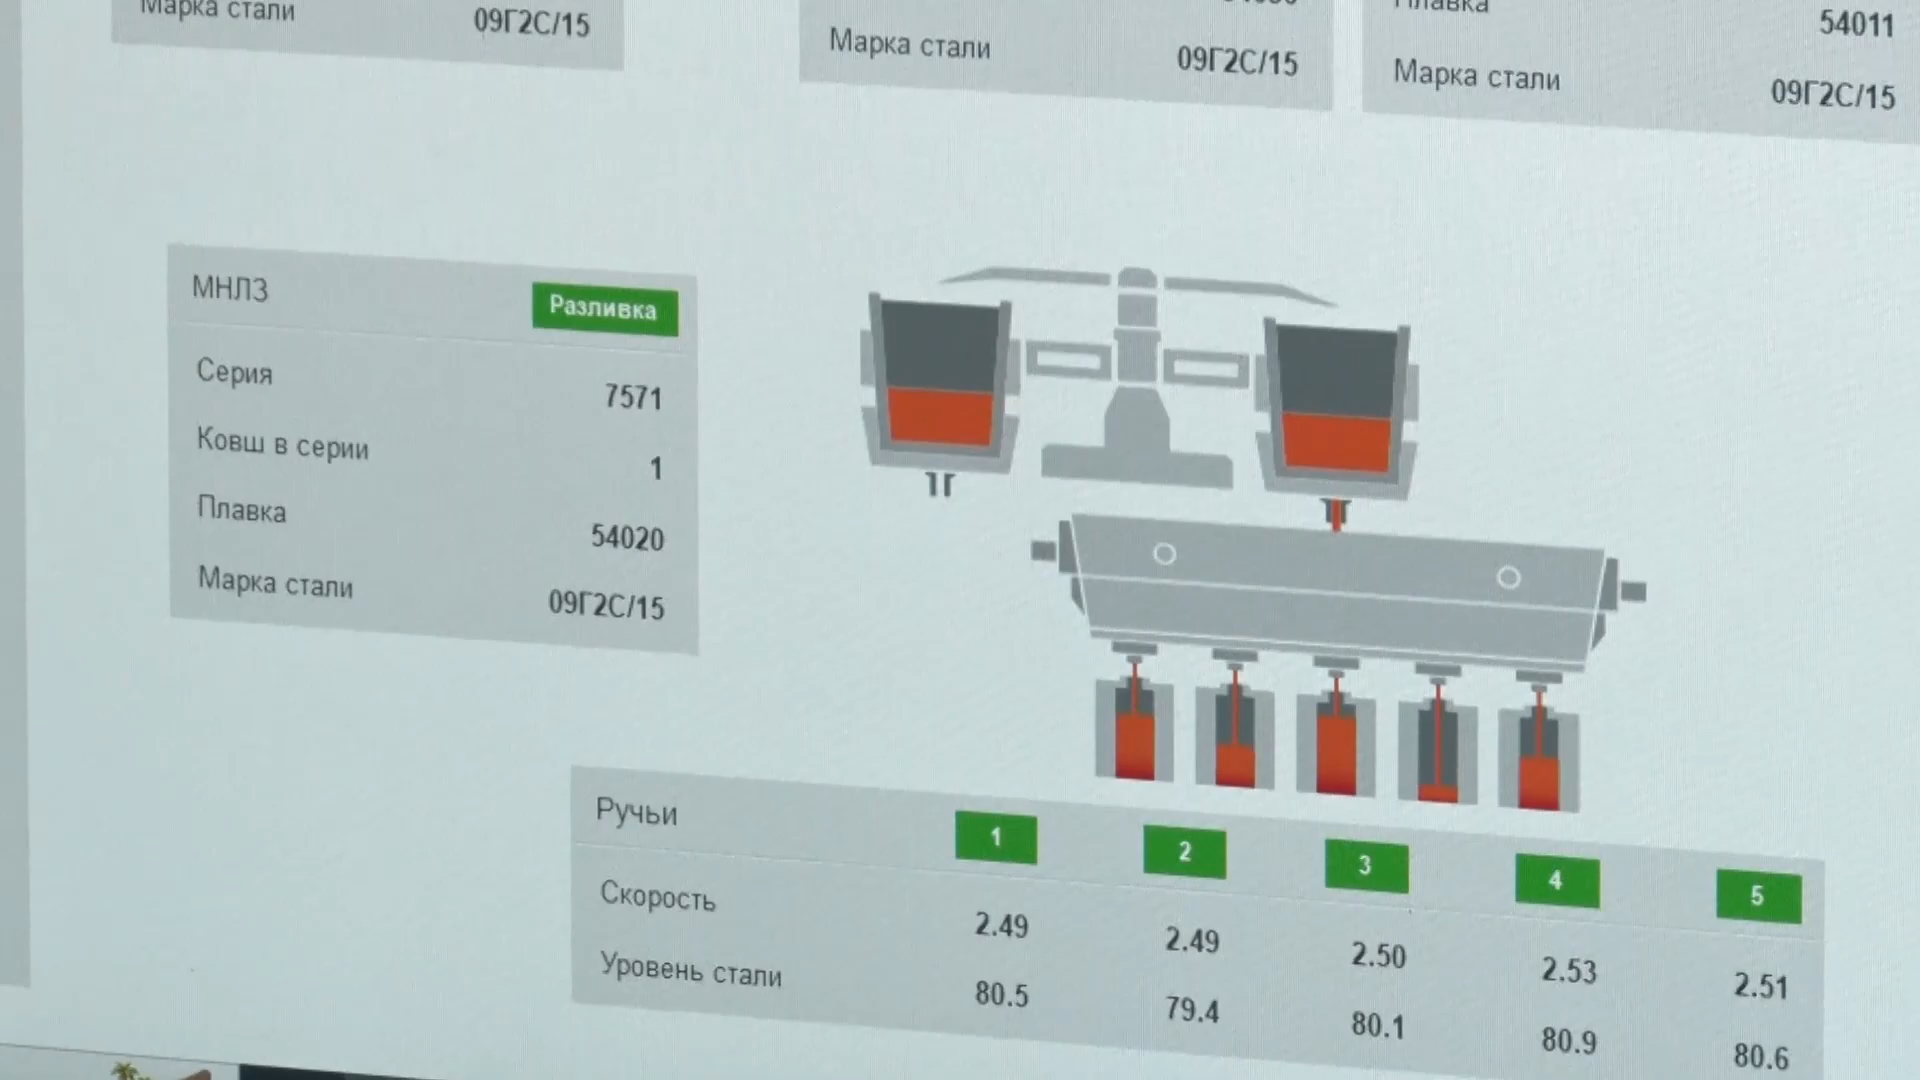 Марка стали 09Г2С/15
Марка стали 09Г2С/15
Плавка 54011
Марка стали 09Г2С/15
МНЛЗ Разливка
Серия 7571
Ковш в серии 1
Плавка 54020
Марка стали 09Г2С/15
Ручьи 1 2 3 4 5
Скорость 2.49 2.49 2.50 2.53 2.51
Уровень стали 80.5 79.4 80.1 80.9 80.6